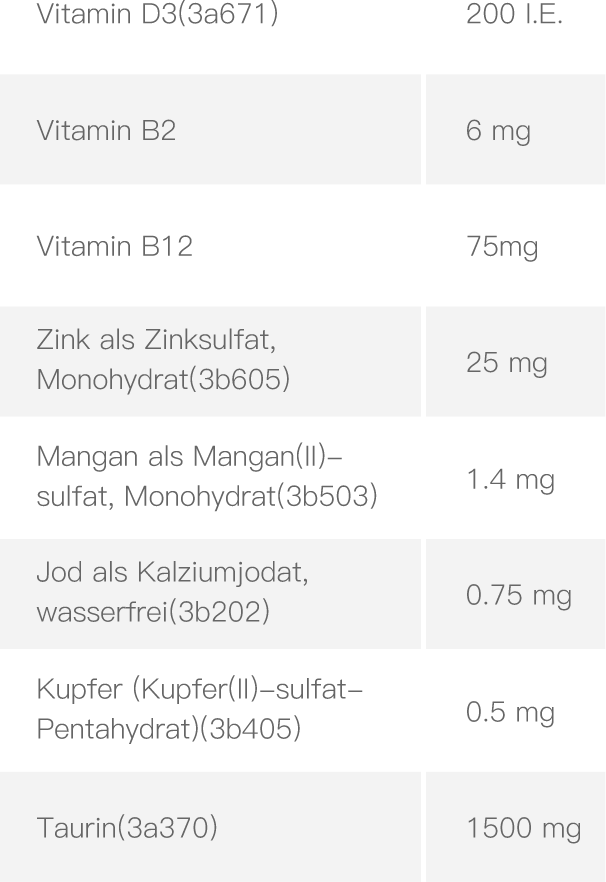 Vitamin D3(3a671)
200 I.E.
Vitamin B2
6 mg
Vitamin B12
75mg
Zink als Zinksulfat,
Monohydrat(3b605)
25 mg
Mangan als Mangan(II)–
sulfat, Monohydrat(3b503)
1.4 mg
Jod als Kalziumjodat,
wasserfrei(3b202)
0.75 mg
Kupfer (Kupfer(II)–sulfat–
Pentahydrat)(3b405)
0.5 mg
Taurin(3a370)
1500 mg